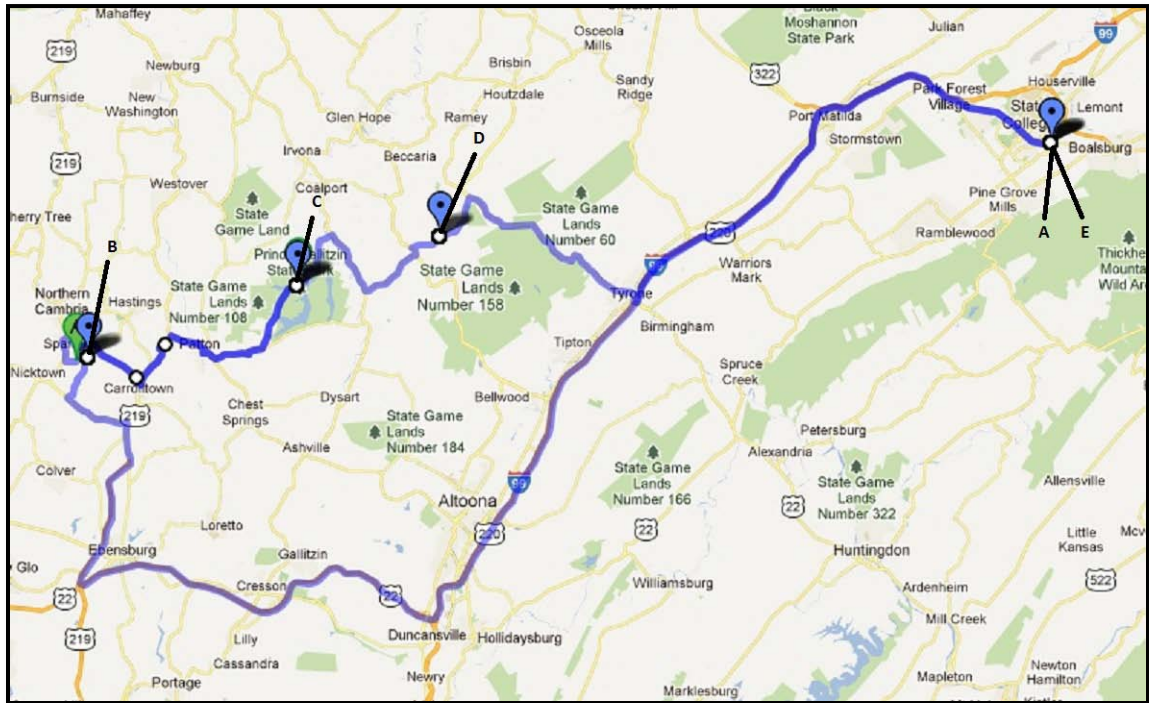 Mahaffey
Moshannon
State Park
Julian
99
219
Osceola
Mills
Newburg
Brisbin
322
Park Forest
Village
Houserville
Burnside
New
Washington
Houtzdale
Sandy
Ridge
State
College
Lemont
Glen Hope
Ramey
Port Matilda
Stormstown
D
Boalsburg
219
Irvona
Beccaria
Westover
Coalport
C
Pine Grove
Mills
herry Tree
State
Game Land
State Game
Lands
Number 60
A
E
Ramblewood
B
220
State Game
Lands
Number 158
Warriors
Mark
Northern
Cambria
Hastings
State Game
Lands
Number 108
Tyrone
Birmingham
Patton
Tipton
Nicktown
Carrolltown
Spruce
Creek
219
Chest
Springs
Dysart
Bellwood
State Game
Lands
Number 184
Petersburg
Ashville
Alexandria
Colver
State Game
Lands
Number 166
State Game
Lands
Number 322
Allensville
99
Altoona
22
Loretto
220
22
Little
Kansas
Ebensburg
Gallitzin
Huntingdon
Cresson
522
22
22
Williamsburg
Ardenheim
219
Lilly
Duncansville
Hollidaysburg
Mill Creek
Cassandra
Newry
Newton
Hamilton
Portage
Marklesburg
Mapleton